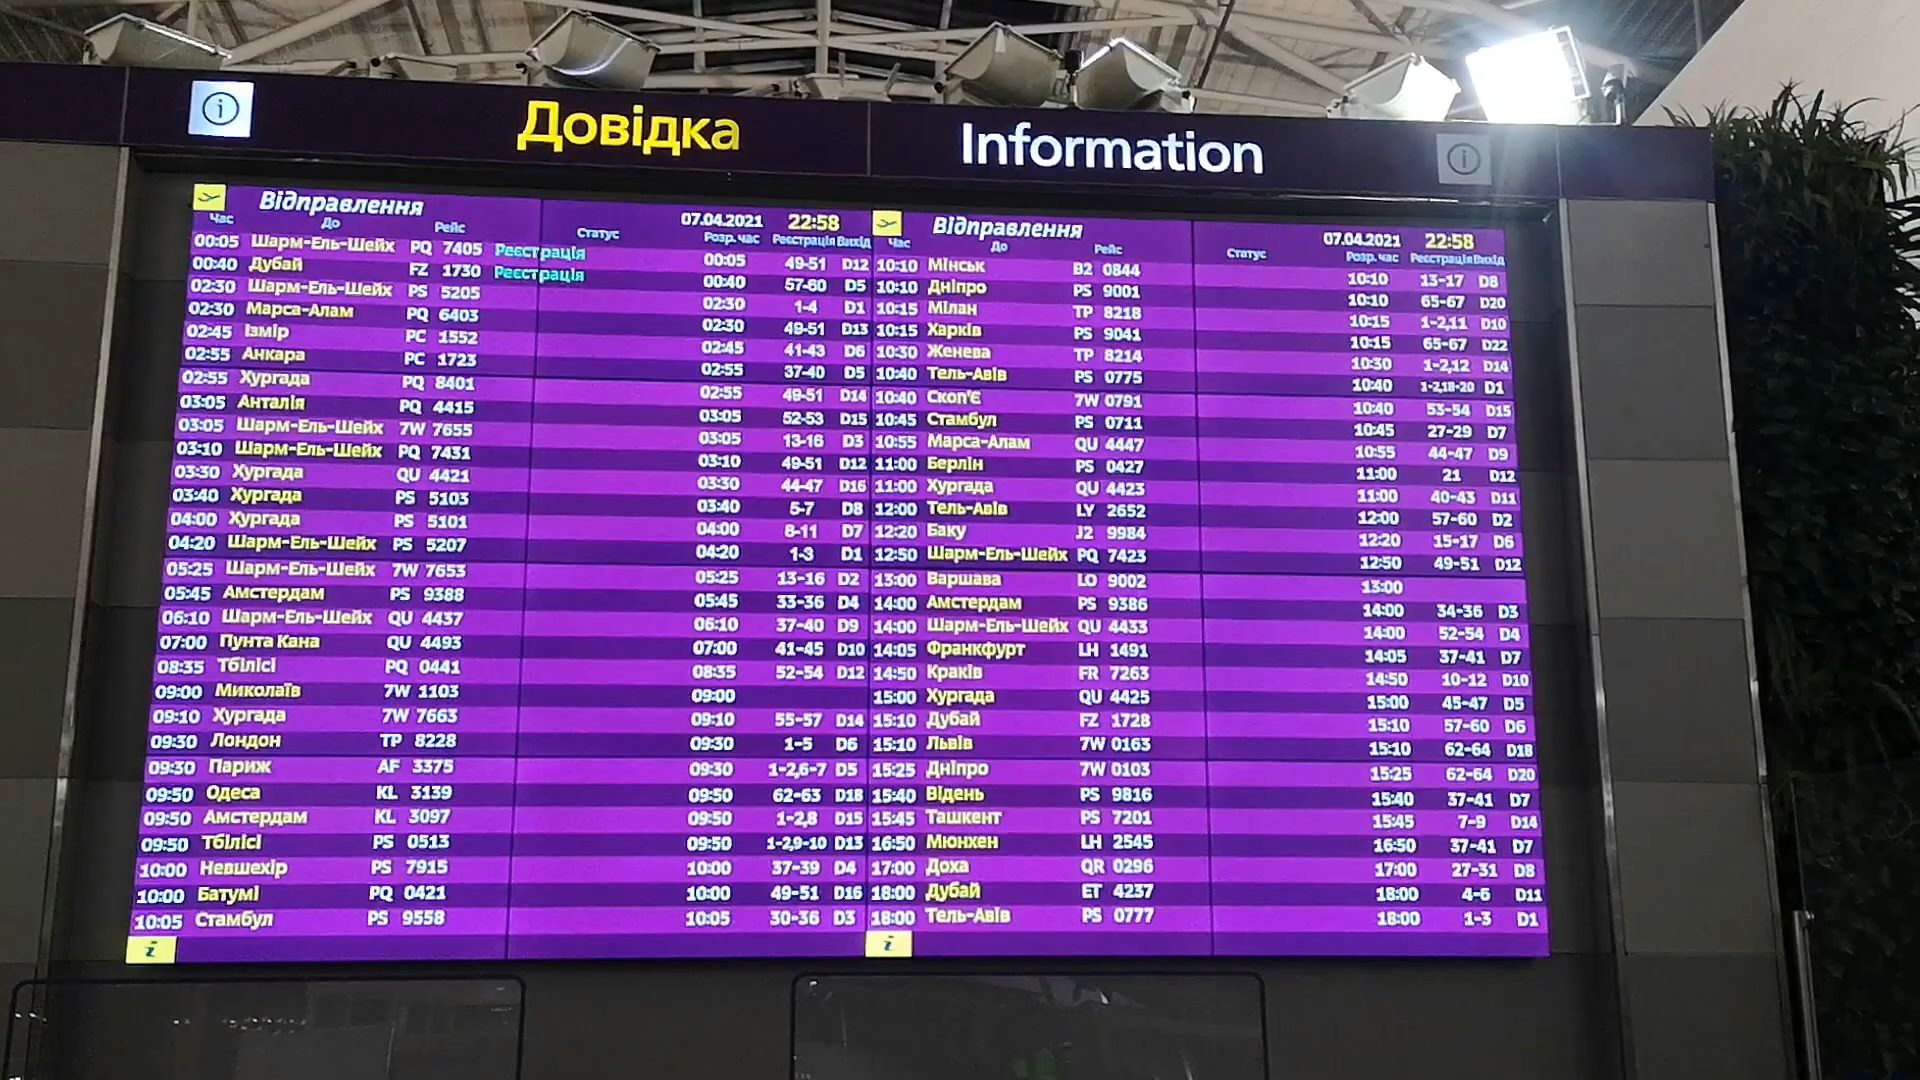 Довідка Information
Відправлення 07.04.2021 22:58
Час До Рейс Статус Розр. час Реєстрація Вихід
00:05 Шарм-Ель-Шейх PQ 7405 Реєстрація 00:05 49-51 D12
00:40 Дубай FZ 1730 Реєстрація 00:40 57-60 D5
02:30 Шарм-Ель-Шейх PS 5205 02:30 1-4 D1
02:30 Марса-Алам PQ 6403 02:30 49-51 D13
02:45 Ізмір PC 1552 02:45 41-43 D6
02:55 Анкара PC 1723 02:55 37-40 D5
02:55 Хургада PQ 8401 02:55 49-51 D14
03:05 Анталія PQ 4415 03:05 52-53 D15
03:05 Шарм-Ель-Шейх 7W 7655 03:05 13-16 D3
03:10 Шарм-Ель-Шейх PQ 7431 03:10 49-51 D12
03:30 Хургада QU 4421 03:30 44-47 D16
03:40 Хургада PS 5103 03:40 5-7 D8
04:00 Хургада PS 5101 04:00 8-11 D7
04:20 Шарм-Ель-Шейх PS 5207 04:20 1-3 D1
05:25 Шарм-Ель-Шейх 7W 7653 05:25 13-16 D2
05:45 Амстердам PS 9388 05:45 33-36 D4
06:10 Шарм-Ель-Шейх QU 4437 06:10 37-40 D9
07:00 Пунта Кана QU 4493 07:00 41-45 D10
08:35 Тбілісі PQ 0441 08:35 52-54 D12
09:00 Миколаїв 7W 1103 09:00
09:10 Хургада 7W 7663 09:10 55-57 D14
09:30 Лондон TP 8228 09:30 1-5 D6
09:30 Париж AF 3375 09:30 1-2,6-7 D5
09:50 Одеса KL 3139 09:50 62-63 D18
09:50 Амстердам KL 3097 09:50 1-2,8 D15
09:50 Тбілісі PS 0513 09:50 1-2,9-10 D13
10:00 Невшехір PS 7915 10:00 37-39 D4
10:00 Батумі PQ 0421 10:00 49-51 D16
10:05 Стамбул PS 9558 10:05 30-36 D3
Відправлення 07.04.2021 22:58
Час До Рейс Статус Розр. час Реєстрація Вихід
10:10 Мінськ B2 0844 10:10 13-17 D8
10:10 Дніпро PS 9001 10:10 65-67 D20
10:15 Мілан TP 8218 10:15 1-2,11 D10
10:15 Харків PS 9041 10:15 65-67 D22
10:30 Женева TP 8214 10:30 1-2,12 D14
10:40 Тель-Авів PS 0775 10:40 1-2,18-20 D1
10:40 Скоп'Є 7W 0791 10:40 53-54 D15
10:45 Стамбул PS 0711 10:45 27-29 D7
10:55 Марса-Алам QU 4447 10:55 44-47 D9
11:00 Берлін PS 0427 11:00 21 D12
11:00 Хургада QU 4423 11:00 40-43 D11
12:00 Тель-Авів LY 2652 12:00 57-60 D2
12:20 Баку J2 9984 12:20 15-17 D6
12:50 Шарм-Ель-Шейх PQ 7423 12:50 49-51 D12
13:00 Варшава LO 9002 13:00
14:00 Амстердам PS 9386 14:00 34-36 D3
14:00 Шарм-Ель-Шейх QU 4433 14:00 52-54 D4
14:05 Франкфурт LH 1491 14:05 37-41 D7
14:50 Краків FR 7263 14:50 10-12 D10
15:00 Хургада QU 4425 15:00 45-47 D5
15:10 Дубай FZ 1728 15:10 57-60 D6
15:10 Львів 7W 0163 15:10 62-64 D18
15:25 Дніпро 7W 0103 15:25 62-64 D20
15:40 Відень PS 9816 15:40 37-41 D7
15:45 Ташкент PS 7201 15:45 7-9 D14
16:50 Мюнхен LH 2545 16:50 37-41 D7
17:00 Доха QR 0296 17:00 27-31 D8
18:00 Дубай ET 4237 18:00 4-6 D11
18:00 Тель-Авів PS 0777 18:00 1-3 D1